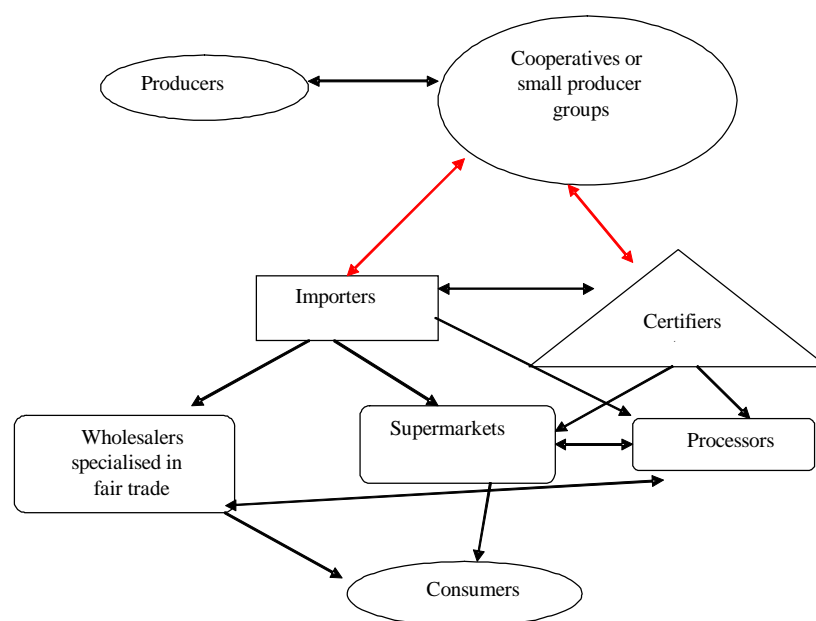 Producers
Cooperatives or
small producer
groups
Importers
Certifiers
Wholesalers
specialised in
fair trade
Supermarkets
Processors
Consumers